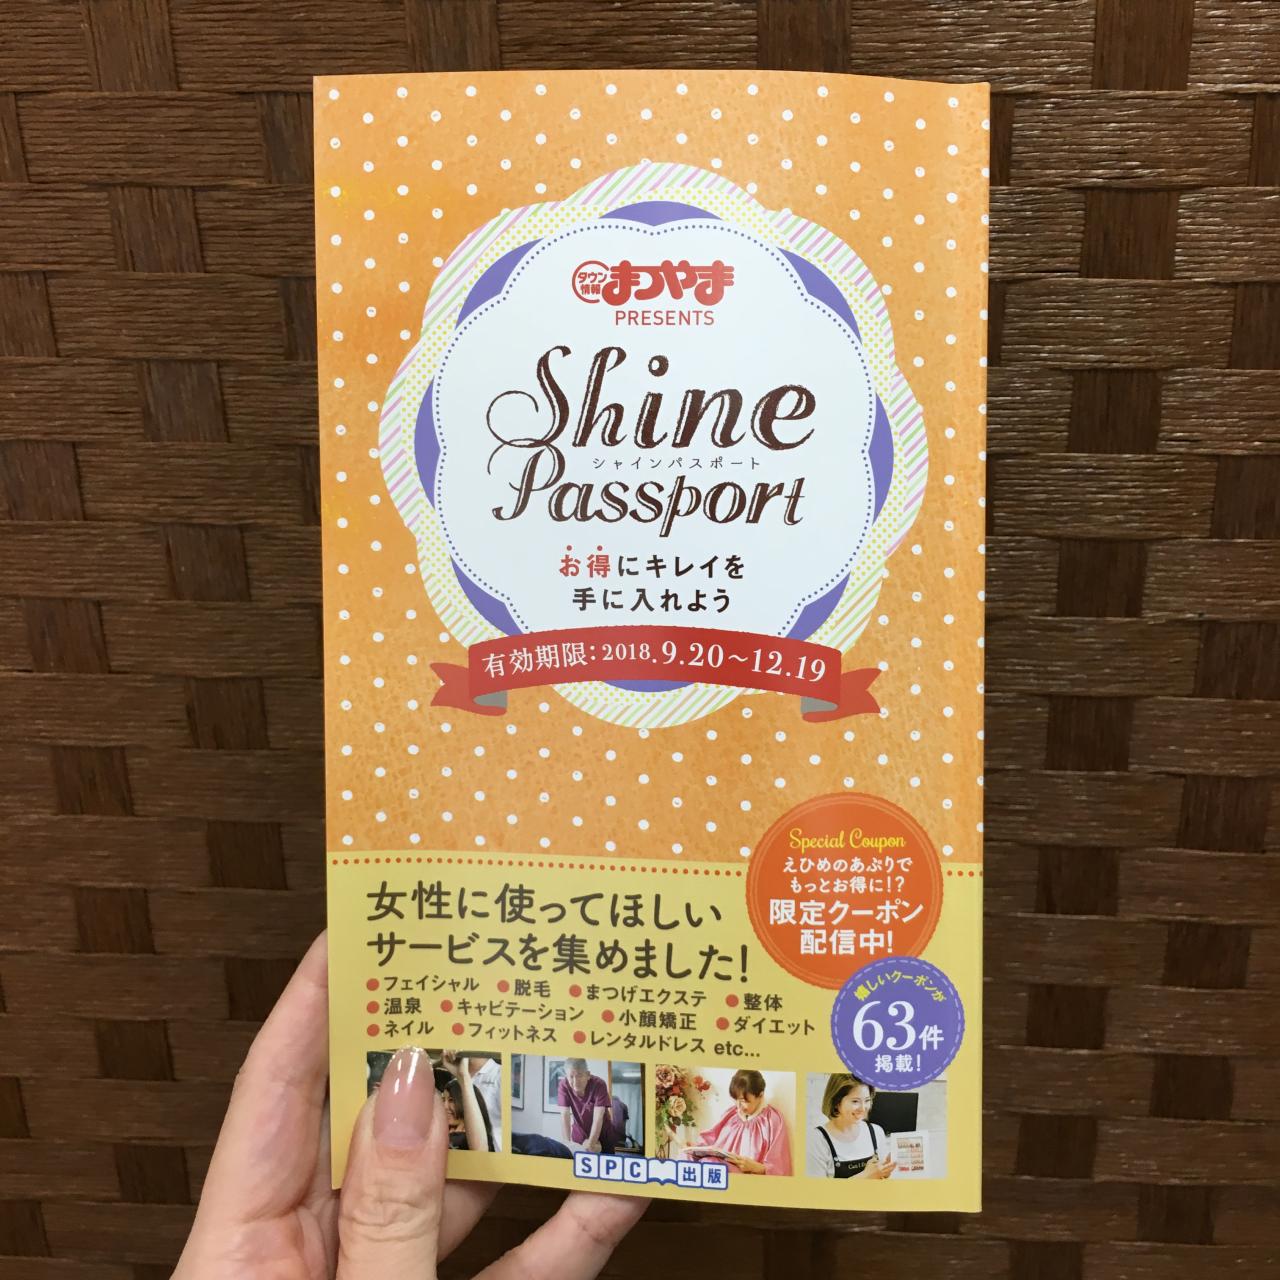 タウン情報まつやま
PRESENTS
Shine
シャインパスポート
Passport
お得にキレイを
手に入れよう
有効期限:2018.9.20~12.19
Special Coupon
えひめのあぷりで
もっとお得に!?
限定クーポン
配信中!
女性に使ってほしい
サービスを集めました!
●フェイシャル ●脱毛 ●まつげエクステ ●整体
●温泉 ●キャビテーション ●小顔矯正 ●ダイエット
●ネイル ●フィットネス ●レンタルドレス etc...
嬉しいクーポンが
63件
掲載!
SPC出版